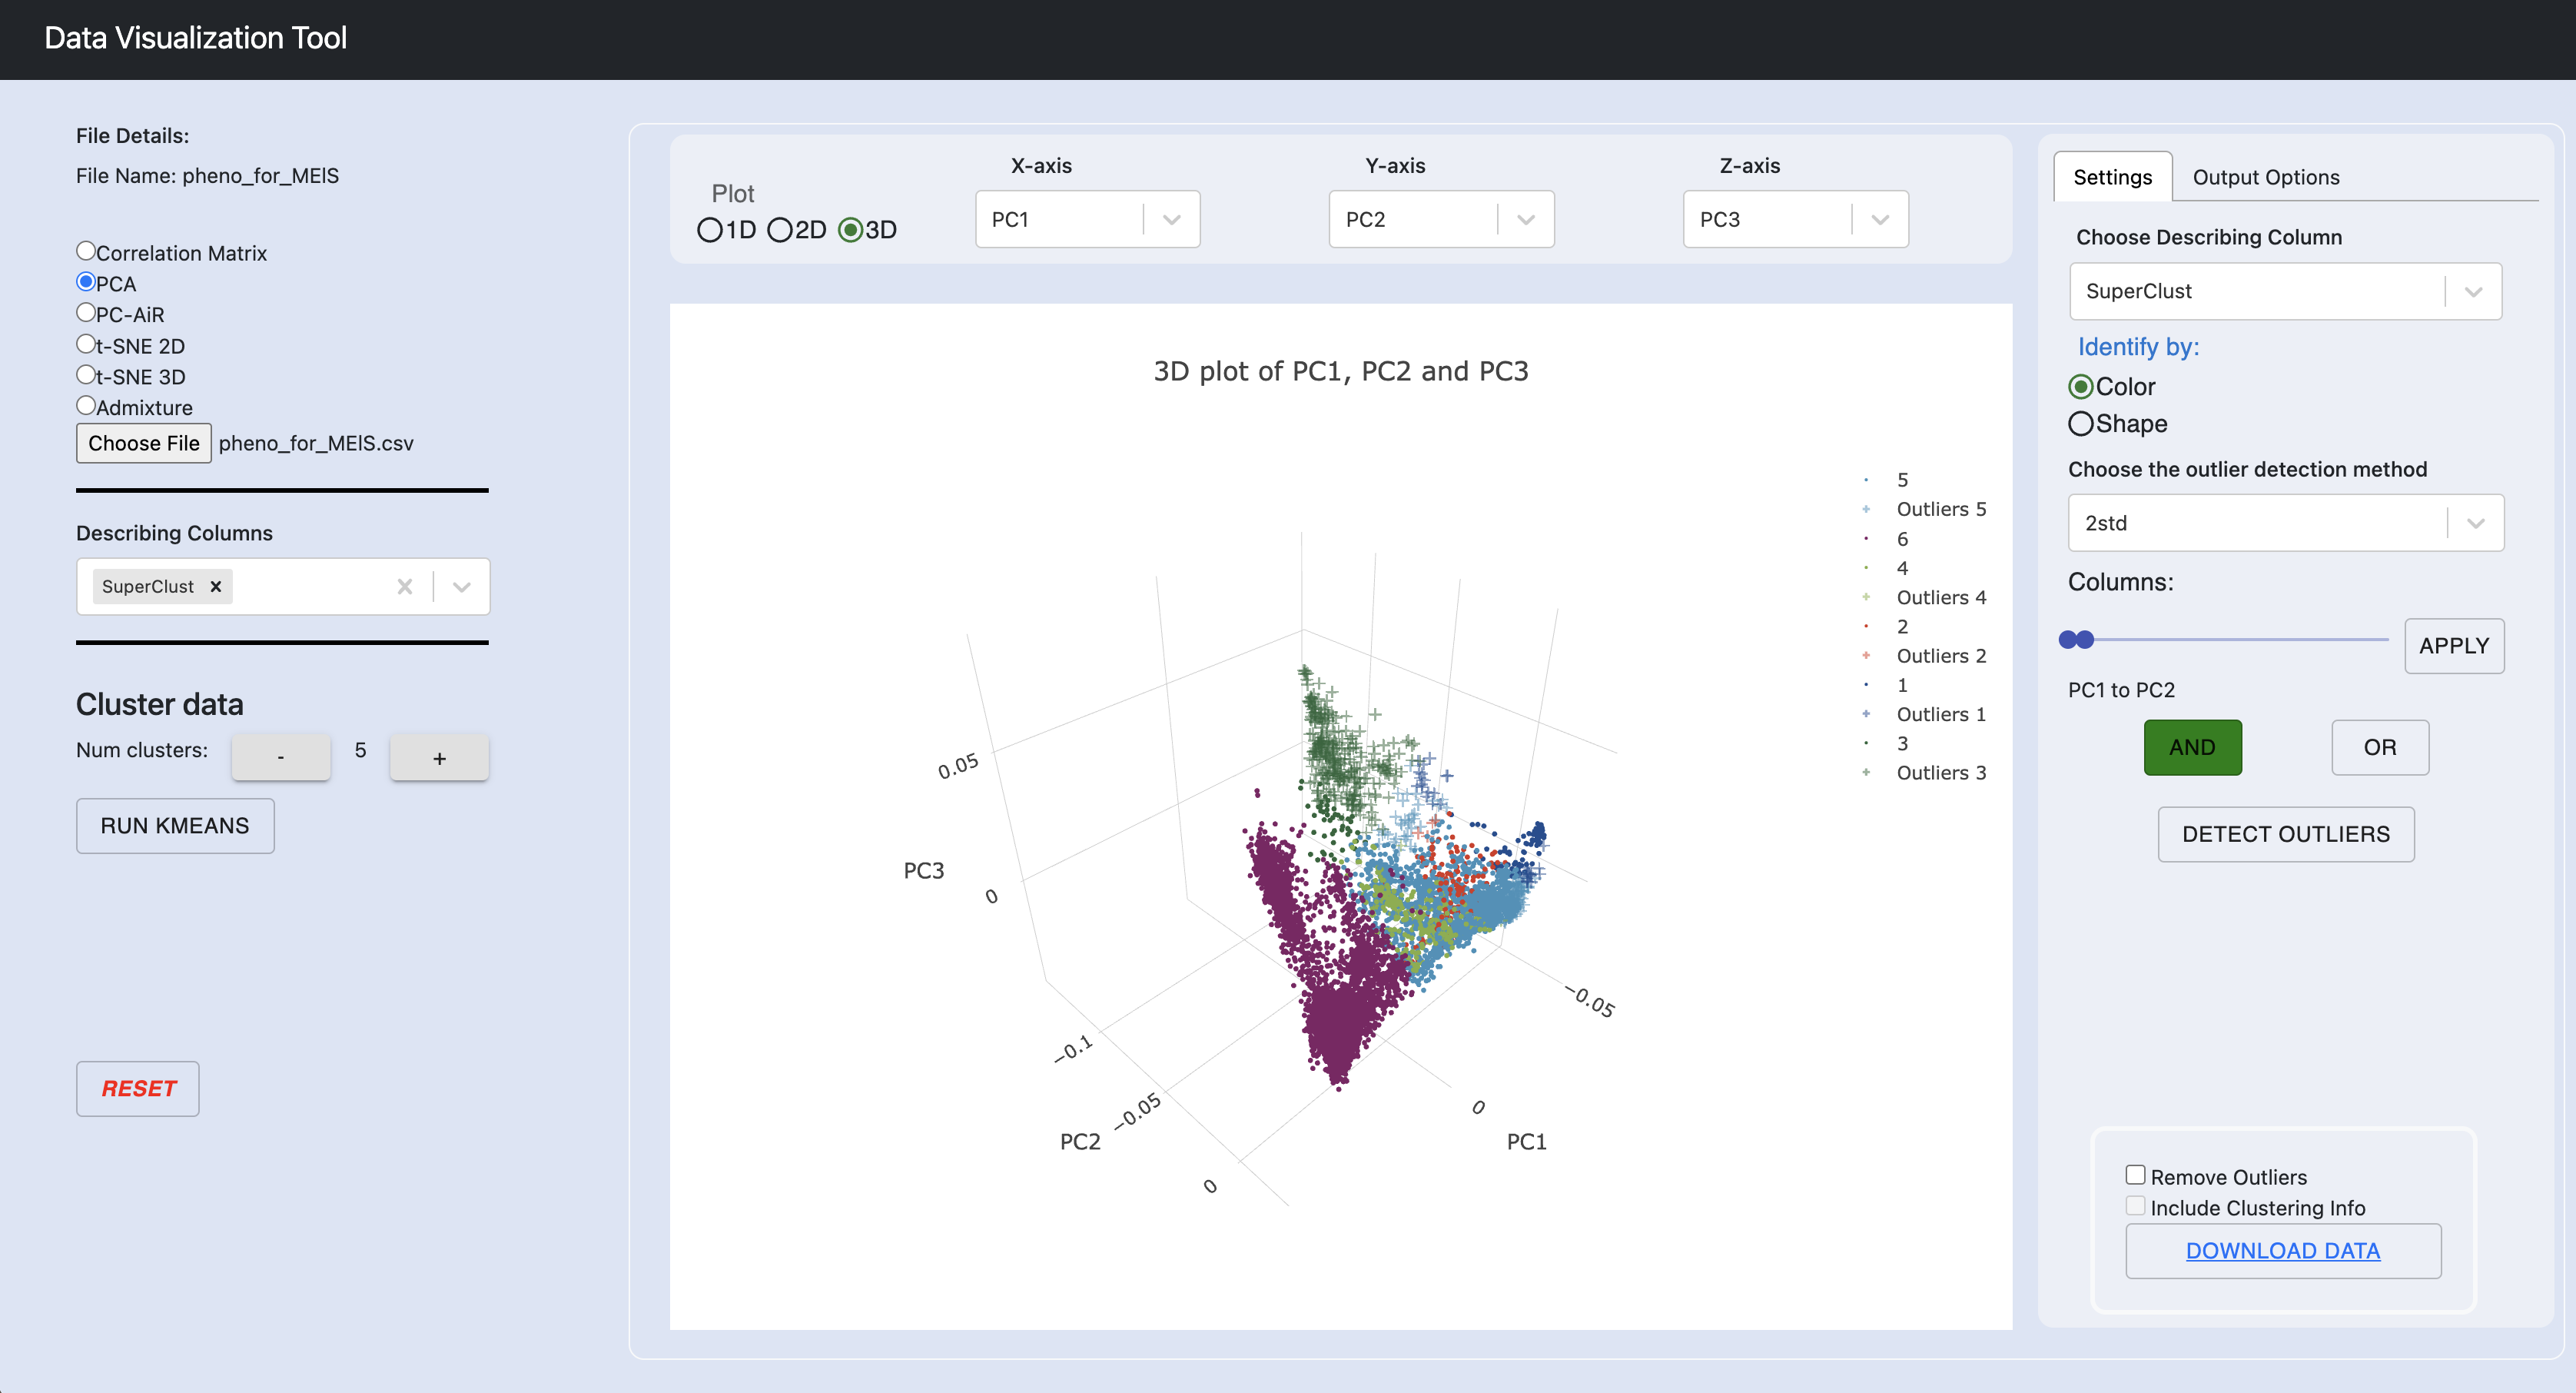 Data Visualization Tool
File Details:
File Name: pheno_for_MEIS
Correlation Matrix
PCA
PC-AiR
t-SNE 2D
t-SNE 3D
Admixture
Choose File pheno_for_MEIS.csv
Describing Columns
SuperClust ×
Cluster data
Num clusters: - 5 +
RUN KMEANS
RESET
Plot
1D 2D 3D
X-axis
PC1
Y-axis
PC2
Z-axis
PC3
3D plot of PC1, PC2 and PC3
5
Outliers 5
6
4
Outliers 4
2
Outliers 2
1
Outliers 1
3
Outliers 3
0.05
0
PC3
−0.1
−0.05
0
PC2
−0.05
0
PC1
Settings
Output Options
Choose Describing Column
SuperClust
Identify by:
Color
Shape
Choose the outlier detection method
2std
Columns:
APPLY
PC1 to PC2
AND
OR
DETECT OUTLIERS
Remove Outliers
Include Clustering Info
DOWNLOAD DATA